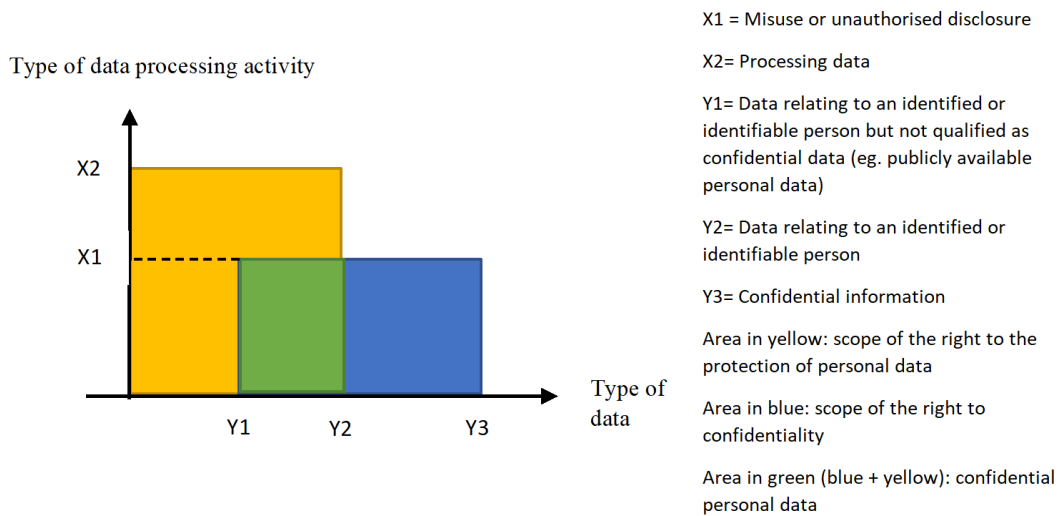 Type of data processing activity
X2
X1
Y1
Y2
Y3
Type of
data
X1 = Misuse or unauthorised disclosure
X2= Processing data
Y1= Data relating to an identified or
identifiable person but not qualified as
confidential data (eg. publicly available
personal data)
Y2= Data relating to an identified or
identifiable person
Y3= Confidential information
Area in yellow: scope of the right to the
protection of personal data
Area in blue: scope of the right to
confidentiality
Area in green (blue + yellow): confidential
personal data